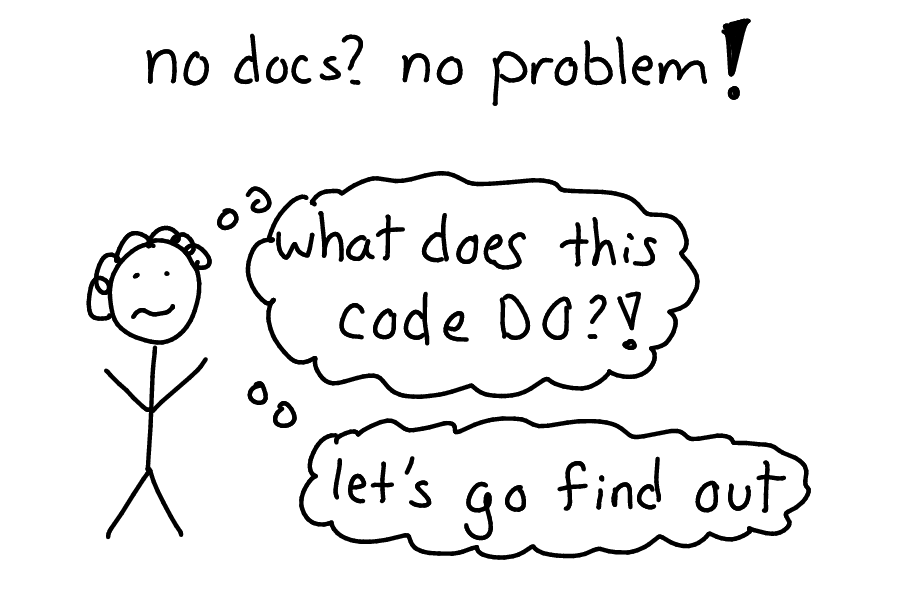 no docs? no problem!
what does this
code DO?!
let's go find out